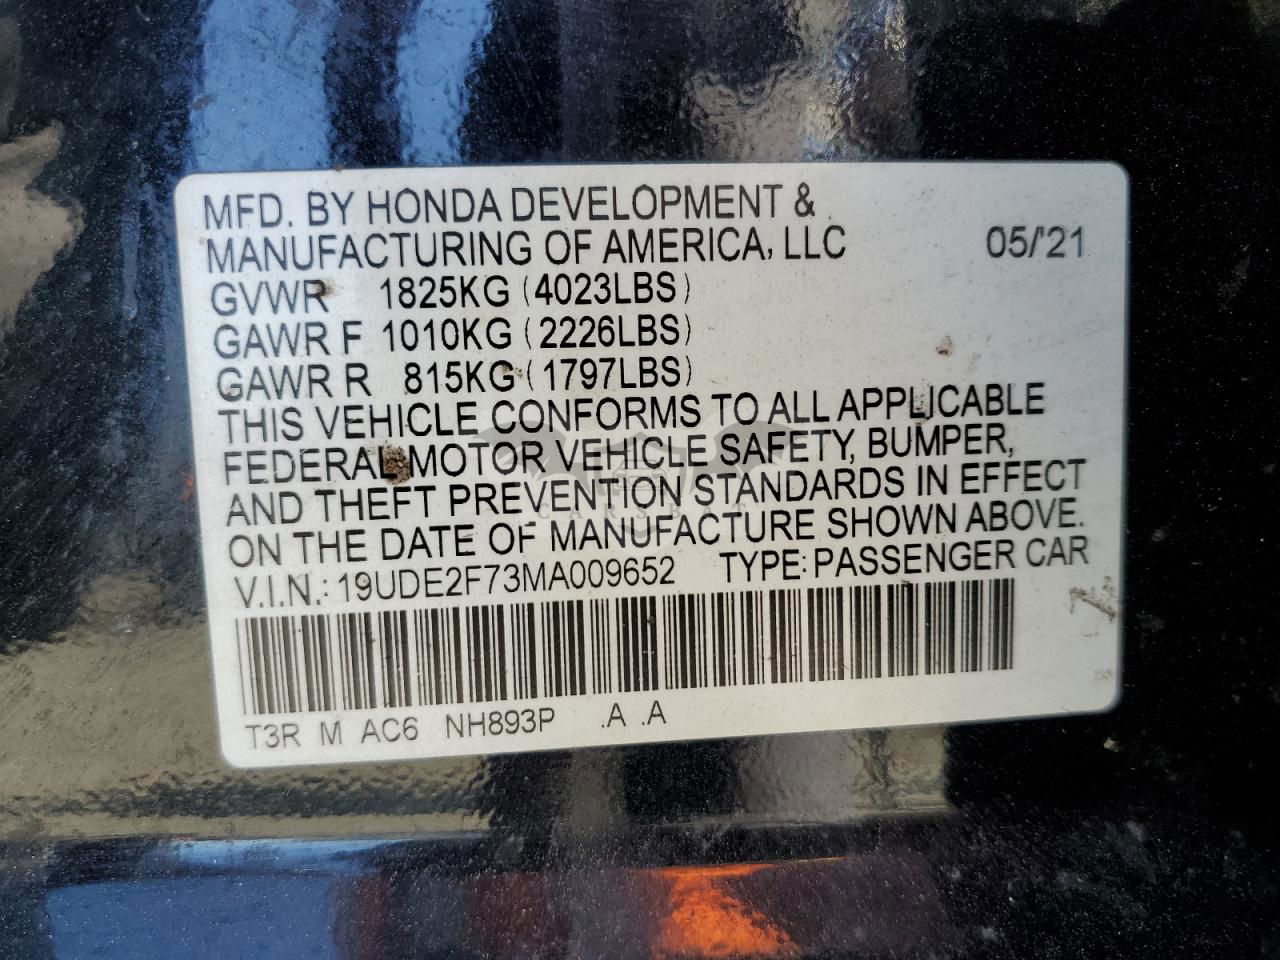 MFD. BY HONDA DEVELOPMENT &
MANUFACTURING OF AMERICA, LLC 05/'21
GVWR 1825KG (4023LBS)
GAWR F 1010KG (2226LBS)
GAWR R 815KG (1797LBS)
THIS VEHICLE CONFORMS TO ALL APPLICABLE
FEDERAL MOTOR VEHICLE SAFETY, BUMPER,
AND THEFT PREVENTION STANDARDS IN EFFECT
ON THE DATE OF MANUFACTURE SHOWN ABOVE.
V.I.N.: 19UDE2F73MA009652 TYPE: PASSENGER CAR
T3R M AC6 NH893P .A .A